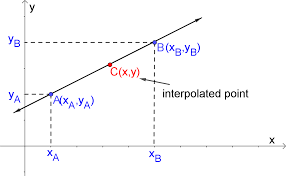 y
y_B
B(x_B,y_B)
C(x,y)
y_A
A(x_A,y_A)
interpolated point
x
x_A
x_B